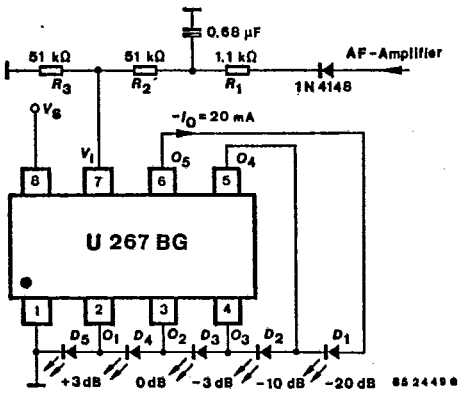 0,68 µF
51 kΩ 51 kΩ 1.1 kΩ AF-Amplifier
R3 R2 R1 1N 4148
VS -IO = 20 mA
VI O5 O4
8 7 6 5
U 267 BG
1 2 3 4
D5 O1 D4 O2 D3 O3 D2 D1
+3 dB 0 dB -3 dB -10 dB -20 dB